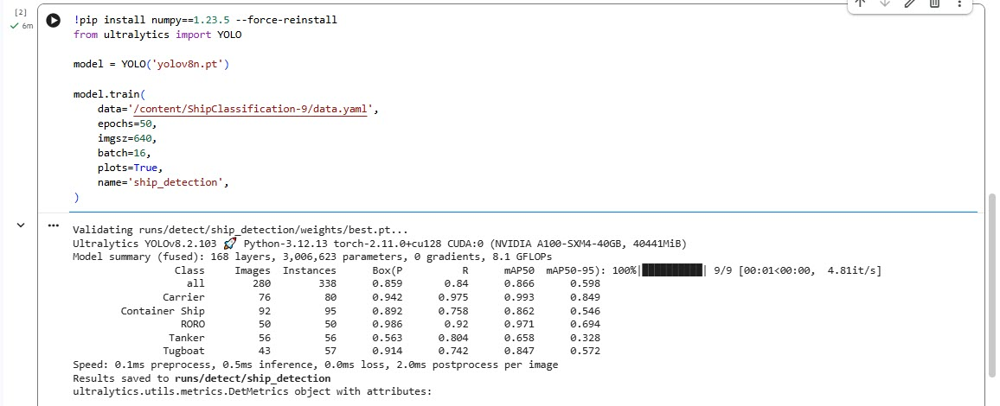 [2]
6m
!pip install numpy==1.23.5 --force-reinstall
from ultralytics import YOLO
model = YOLO('yolov8n.pt')
model.train(
data='/content/ShipClassification-9/data.yaml',
epochs=50,
imgsz=640,
batch=16,
plots=True,
name='ship_detection',
)
Validating runs/detect/ship_detection/weights/best.pt...
Ultralytics YOLOv8.2.103 🚀 Python-3.12.13 torch-2.11.0+cu128 CUDA:0 (NVIDIA A100-SXM4-40GB, 40441MiB)
Model summary (fused): 168 layers, 3,006,623 parameters, 0 gradients, 8.1 GFLOPs
Class Images Instances Box(P R mAP50 mAP50-95): 100%|██████████| 9/9 [00:01<00:00, 4.81it/s]
all 280 338 0.859 0.84 0.866 0.598
Carrier 76 80 0.942 0.975 0.993 0.849
Container Ship 92 95 0.892 0.758 0.862 0.546
RORO 50 50 0.986 0.92 0.971 0.694
Tanker 56 56 0.563 0.804 0.658 0.328
Tugboat 43 57 0.914 0.742 0.847 0.572
Speed: 0.1ms preprocess, 0.5ms inference, 0.0ms loss, 2.0ms postprocess per image
Results saved to runs/detect/ship_detection
ultralytics.utils.metrics.DetMetrics object with attributes: